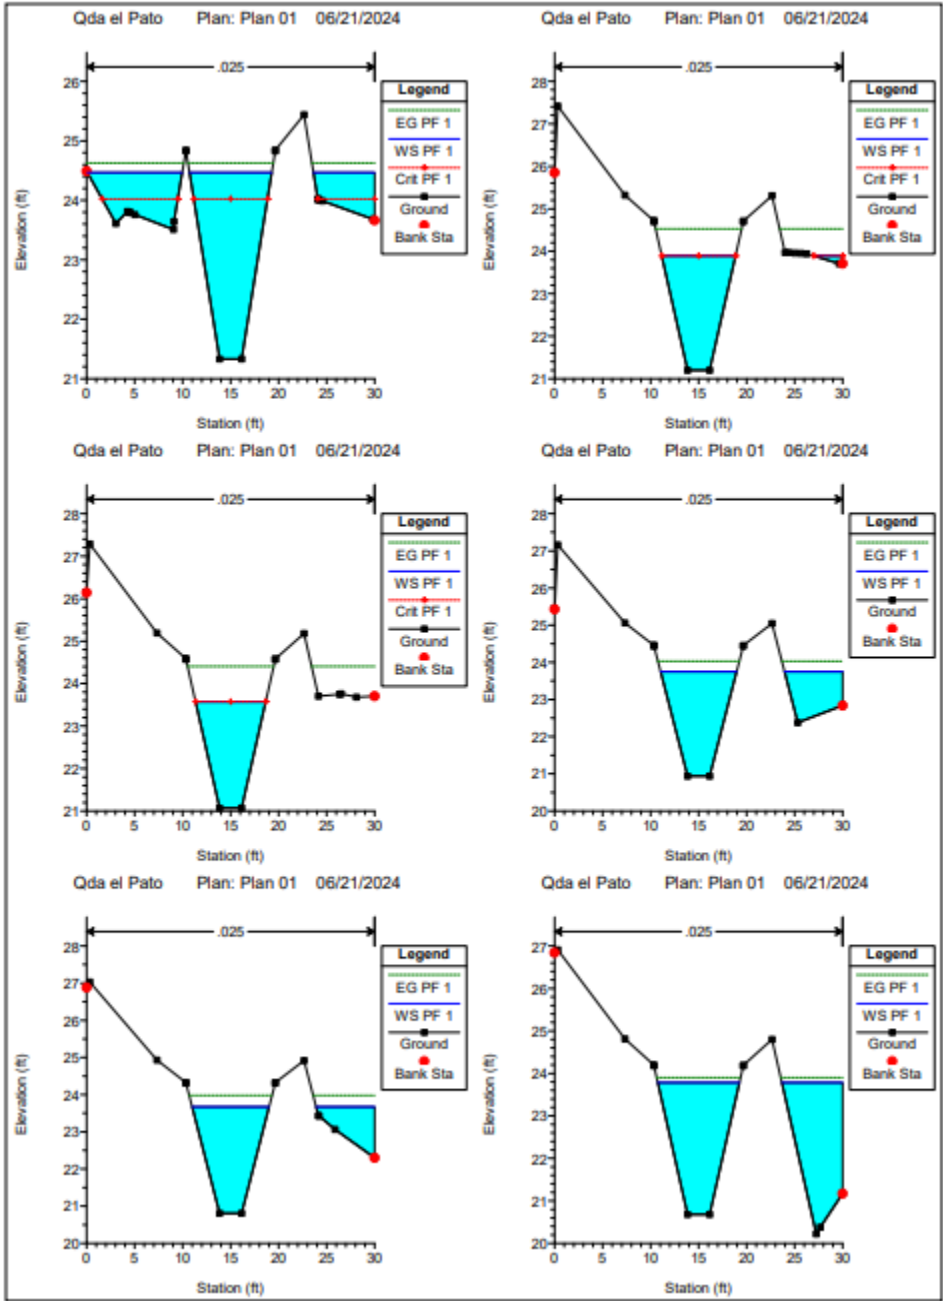 Qda el Pato Plan: Plan 01 06/21/2024
.025
Legend
EG PF 1
WS PF 1
Crit PF 1
Ground
Bank Sta
Elevation (ft)
26
25
24
23
22
21
0 5 10 15 20 25 30
Station (ft)
Qda el Pato Plan: Plan 01 06/21/2024
.025
Legend
EG PF 1
WS PF 1
Crit PF 1
Ground
Bank Sta
Elevation (ft)
28
27
26
25
24
23
22
21
0 5 10 15 20 25 30
Station (ft)
Qda el Pato Plan: Plan 01 06/21/2024
.025
Legend
EG PF 1
WS PF 1
Crit PF 1
Ground
Bank Sta
Elevation (ft)
28
27
26
25
24
23
22
21
0 5 10 15 20 25 30
Station (ft)
Qda el Pato Plan: Plan 01 06/21/2024
.025
Legend
EG PF 1
WS PF 1
Ground
Bank Sta
Elevation (ft)
28
27
26
25
24
23
22
21
20
0 5 10 15 20 25 30
Station (ft)
Qda el Pato Plan: Plan 01 06/21/2024
.025
Legend
EG PF 1
WS PF 1
Ground
Bank Sta
Elevation (ft)
28
27
26
25
24
23
22
21
20
0 5 10 15 20 25 30
Station (ft)
Qda el Pato Plan: Plan 01 06/21/2024
.025
Legend
EG PF 1
WS PF 1
Ground
Bank Sta
Elevation (ft)
27
26
25
24
23
22
21
20
0 5 10 15 20 25 30
Station (ft)